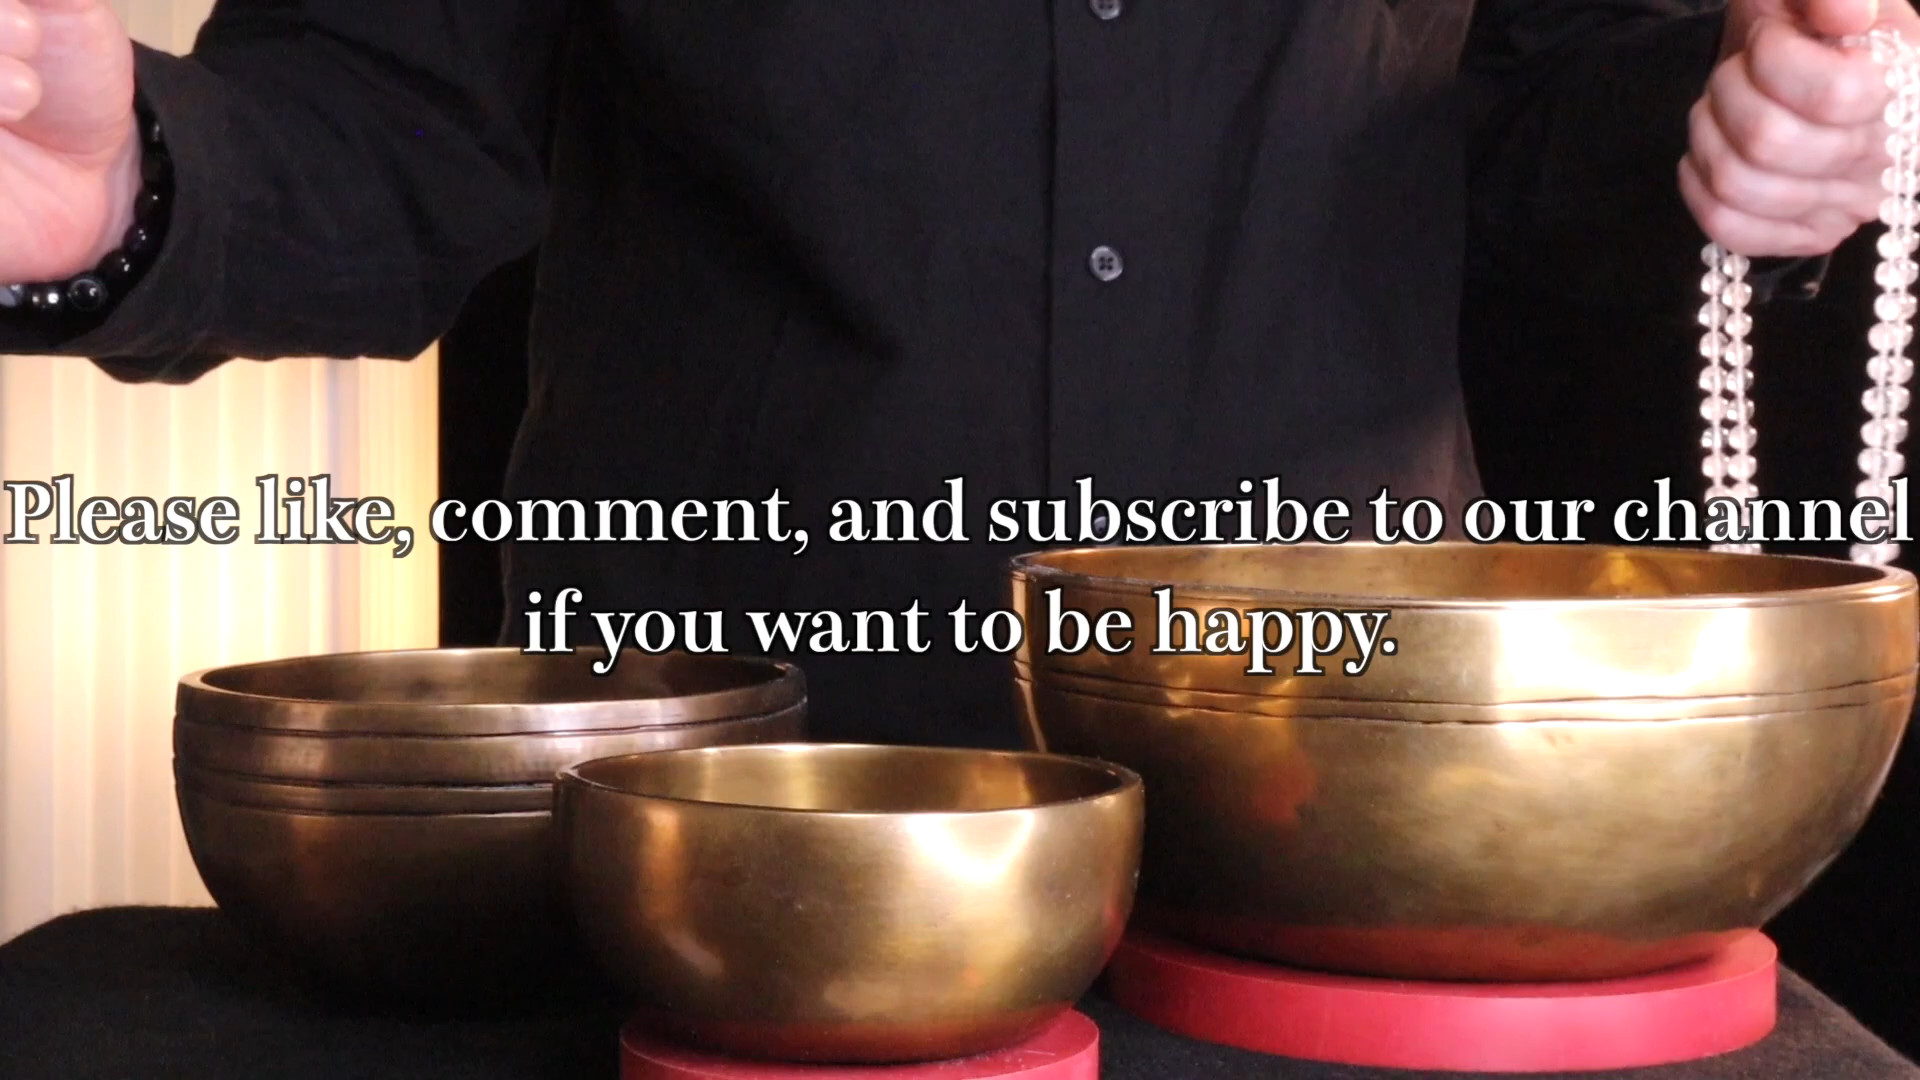 Please like, comment, and subscribe to our channel
if you want to be happy.